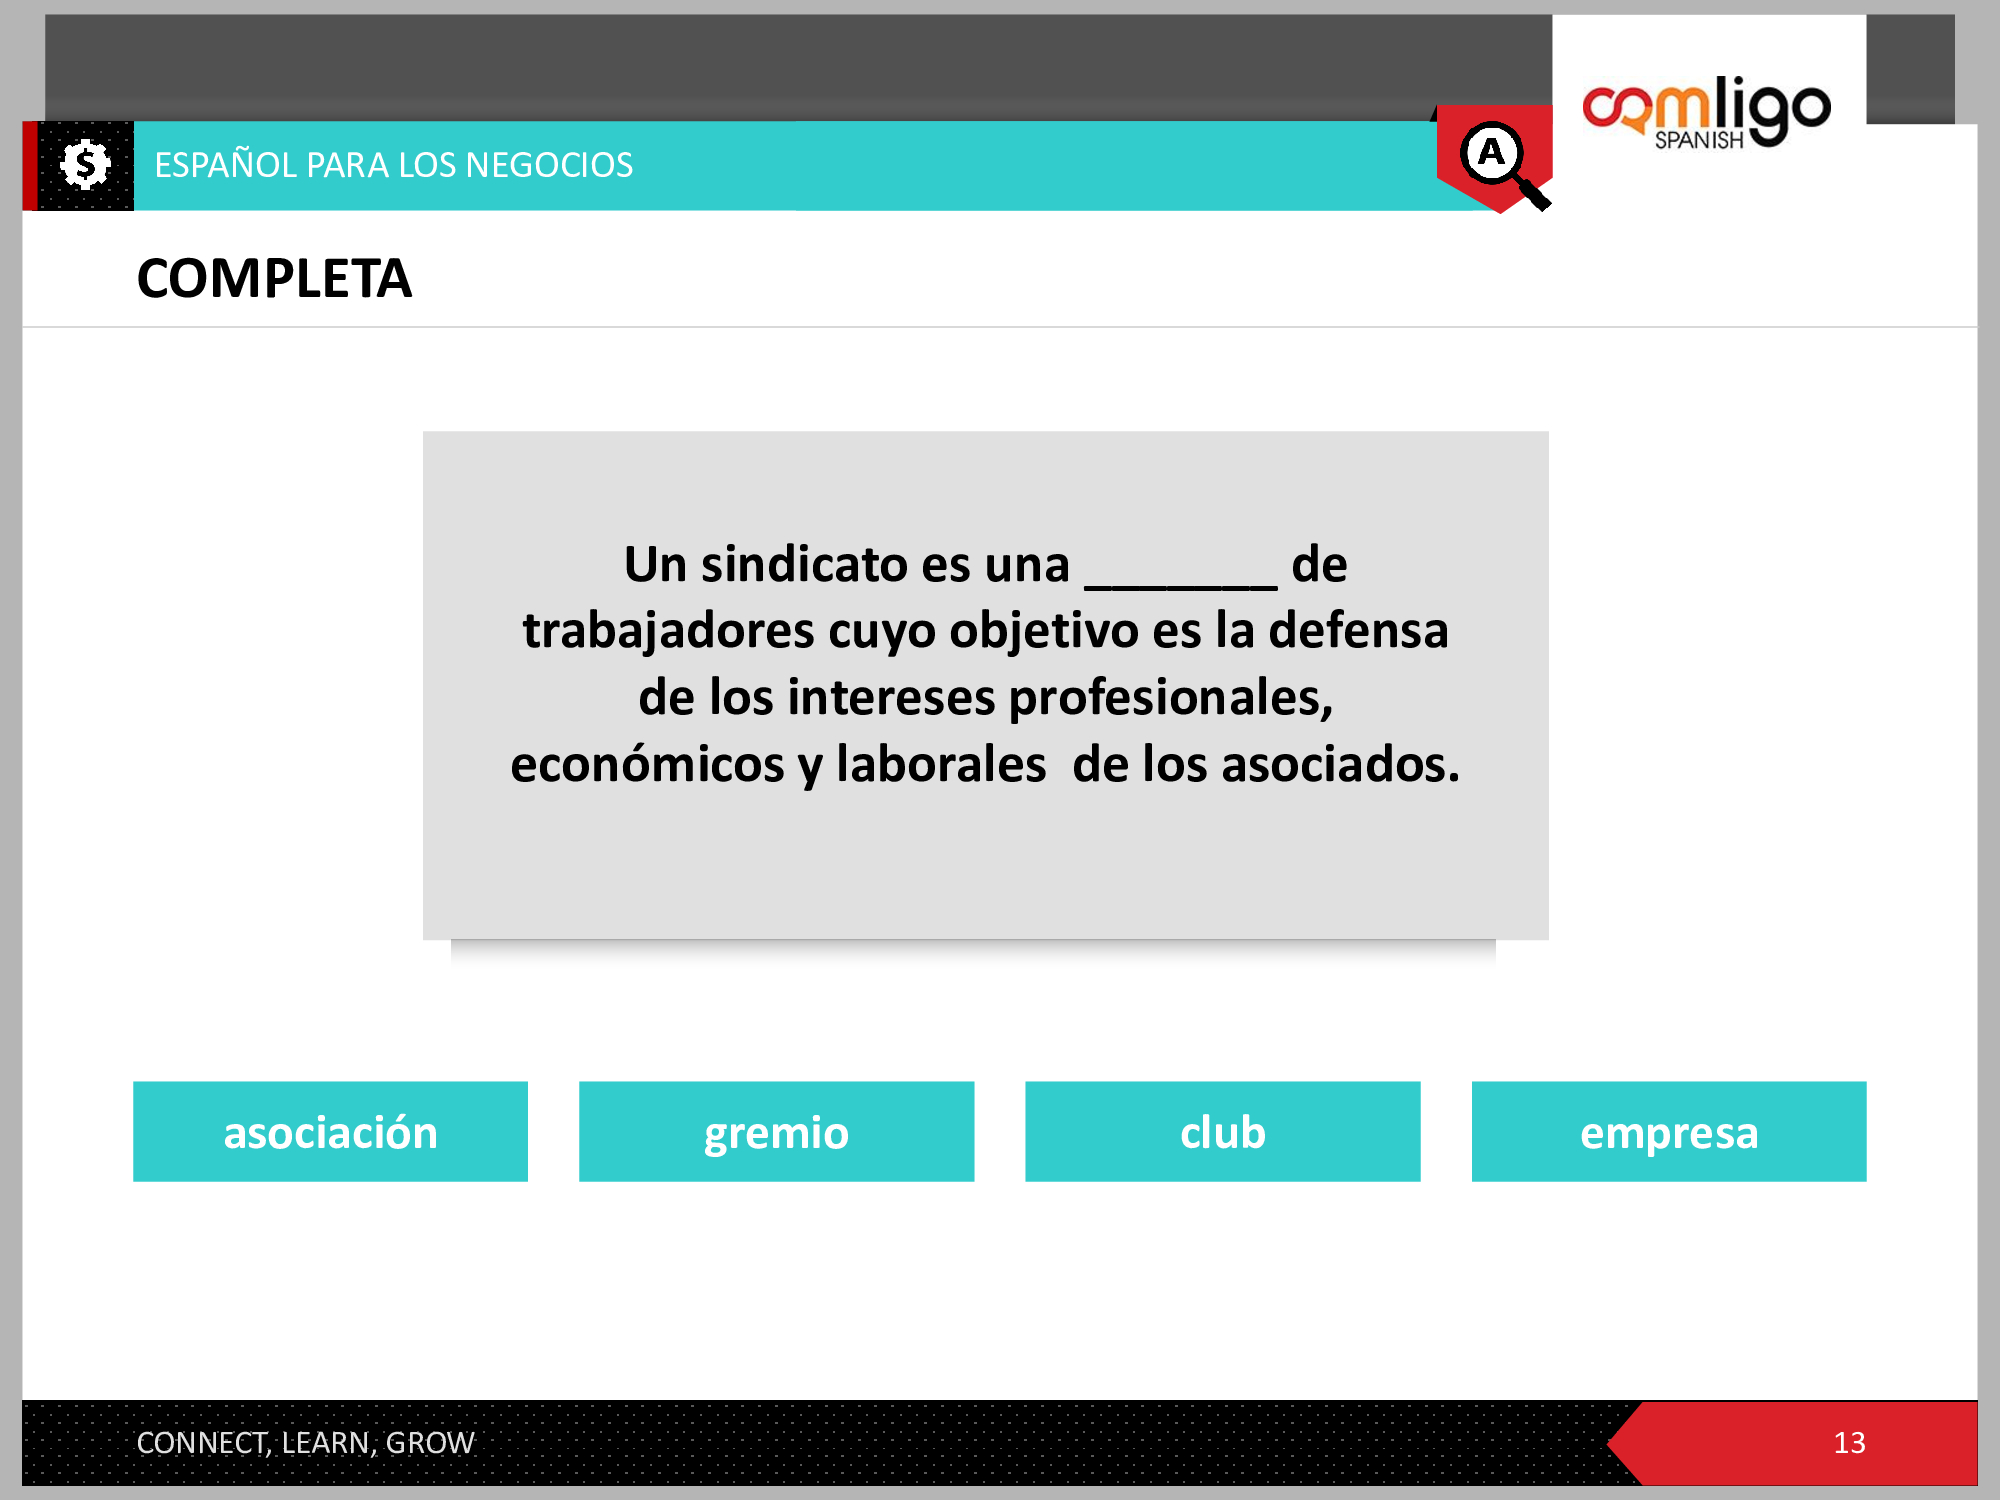 comligo
SPANISH
$
ESPAÑOL PARA LOS NEGOCIOS
A
COMPLETA
Un sindicato es una _______ de
trabajadores cuyo objetivo es la defensa
de los intereses profesionales,
económicos y laborales  de los asociados.
asociación
gremio
club
empresa
CONNECT, LEARN, GROW
13